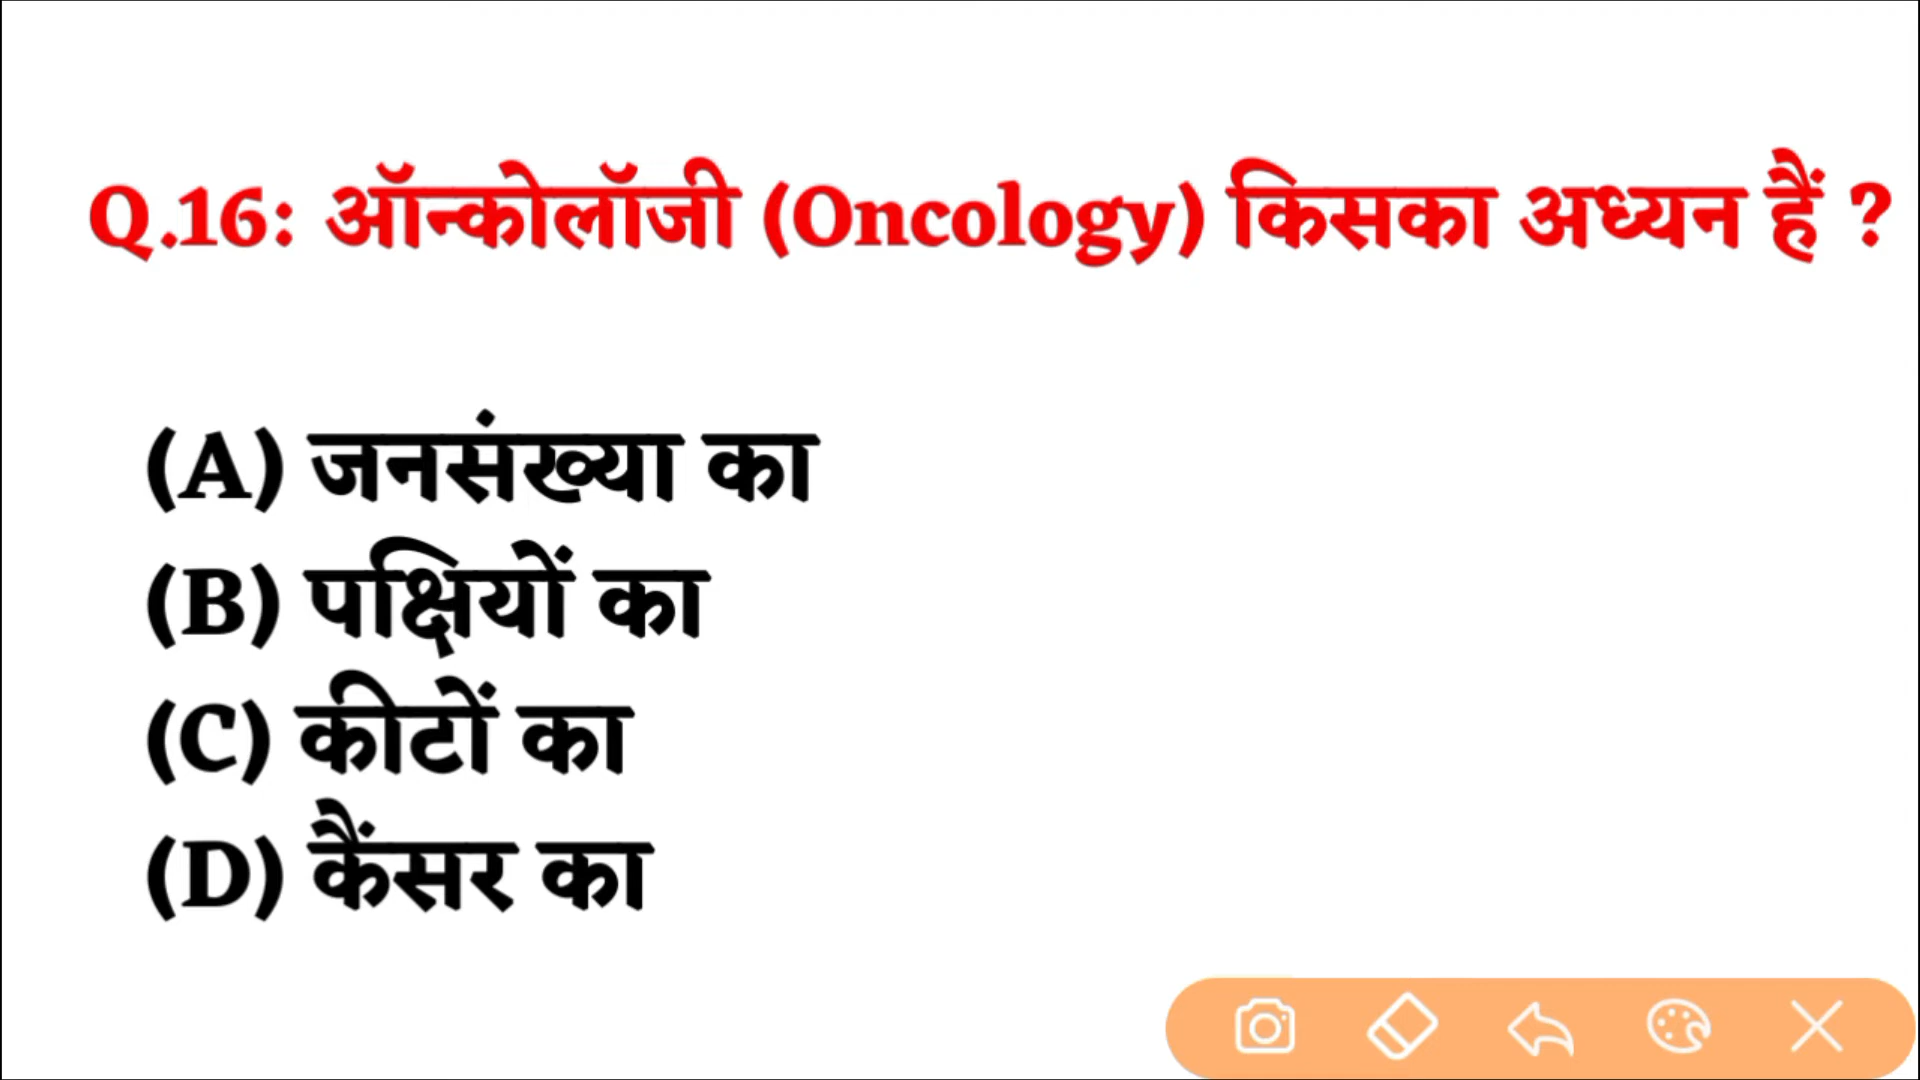 Q.16: ऑन्कोलॉजी (Oncology) किसका अध्यन हैं ?
(A) जनसंख्या का
(B) पक्षियों का
(C) कीटों का
(D) कैंसर का